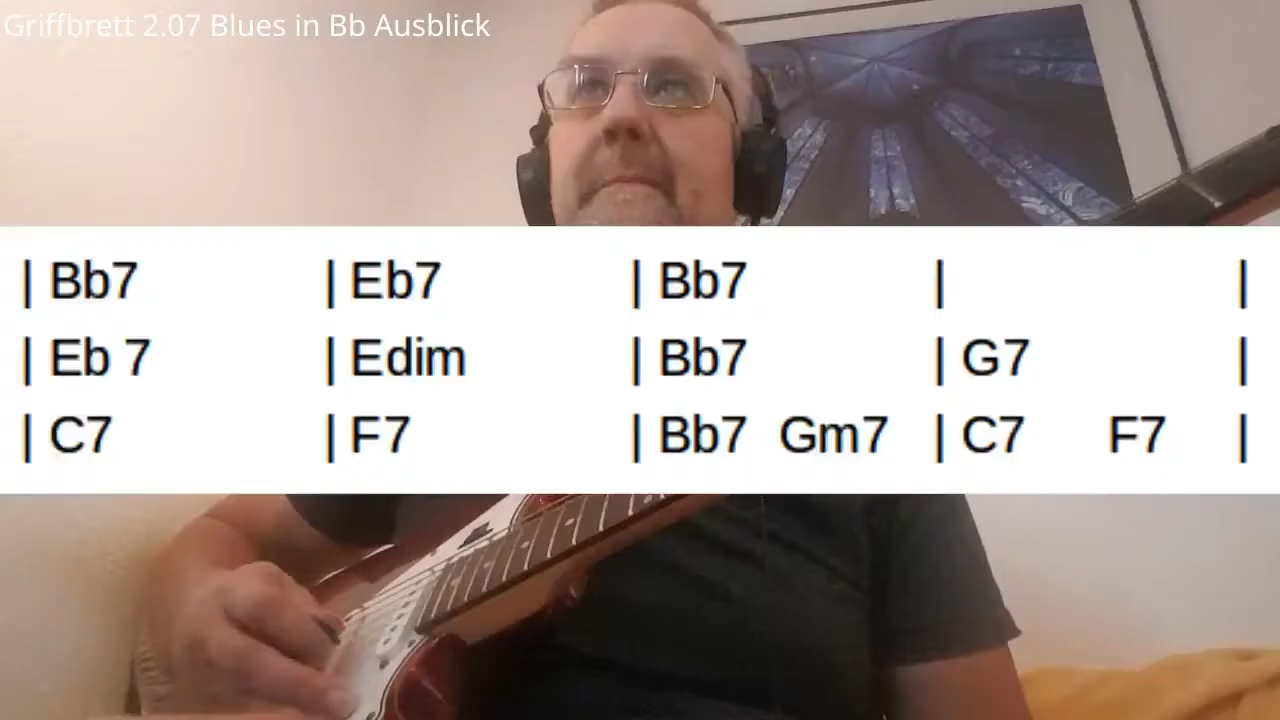 Griffbrett 2.07 Blues in Bb Ausblick
| Bb7 | Eb7 | Bb7 | |
| Eb 7 | Edim | Bb7 | G7 |
| C7 | F7 | Bb7 Gm7 | C7 F7 |